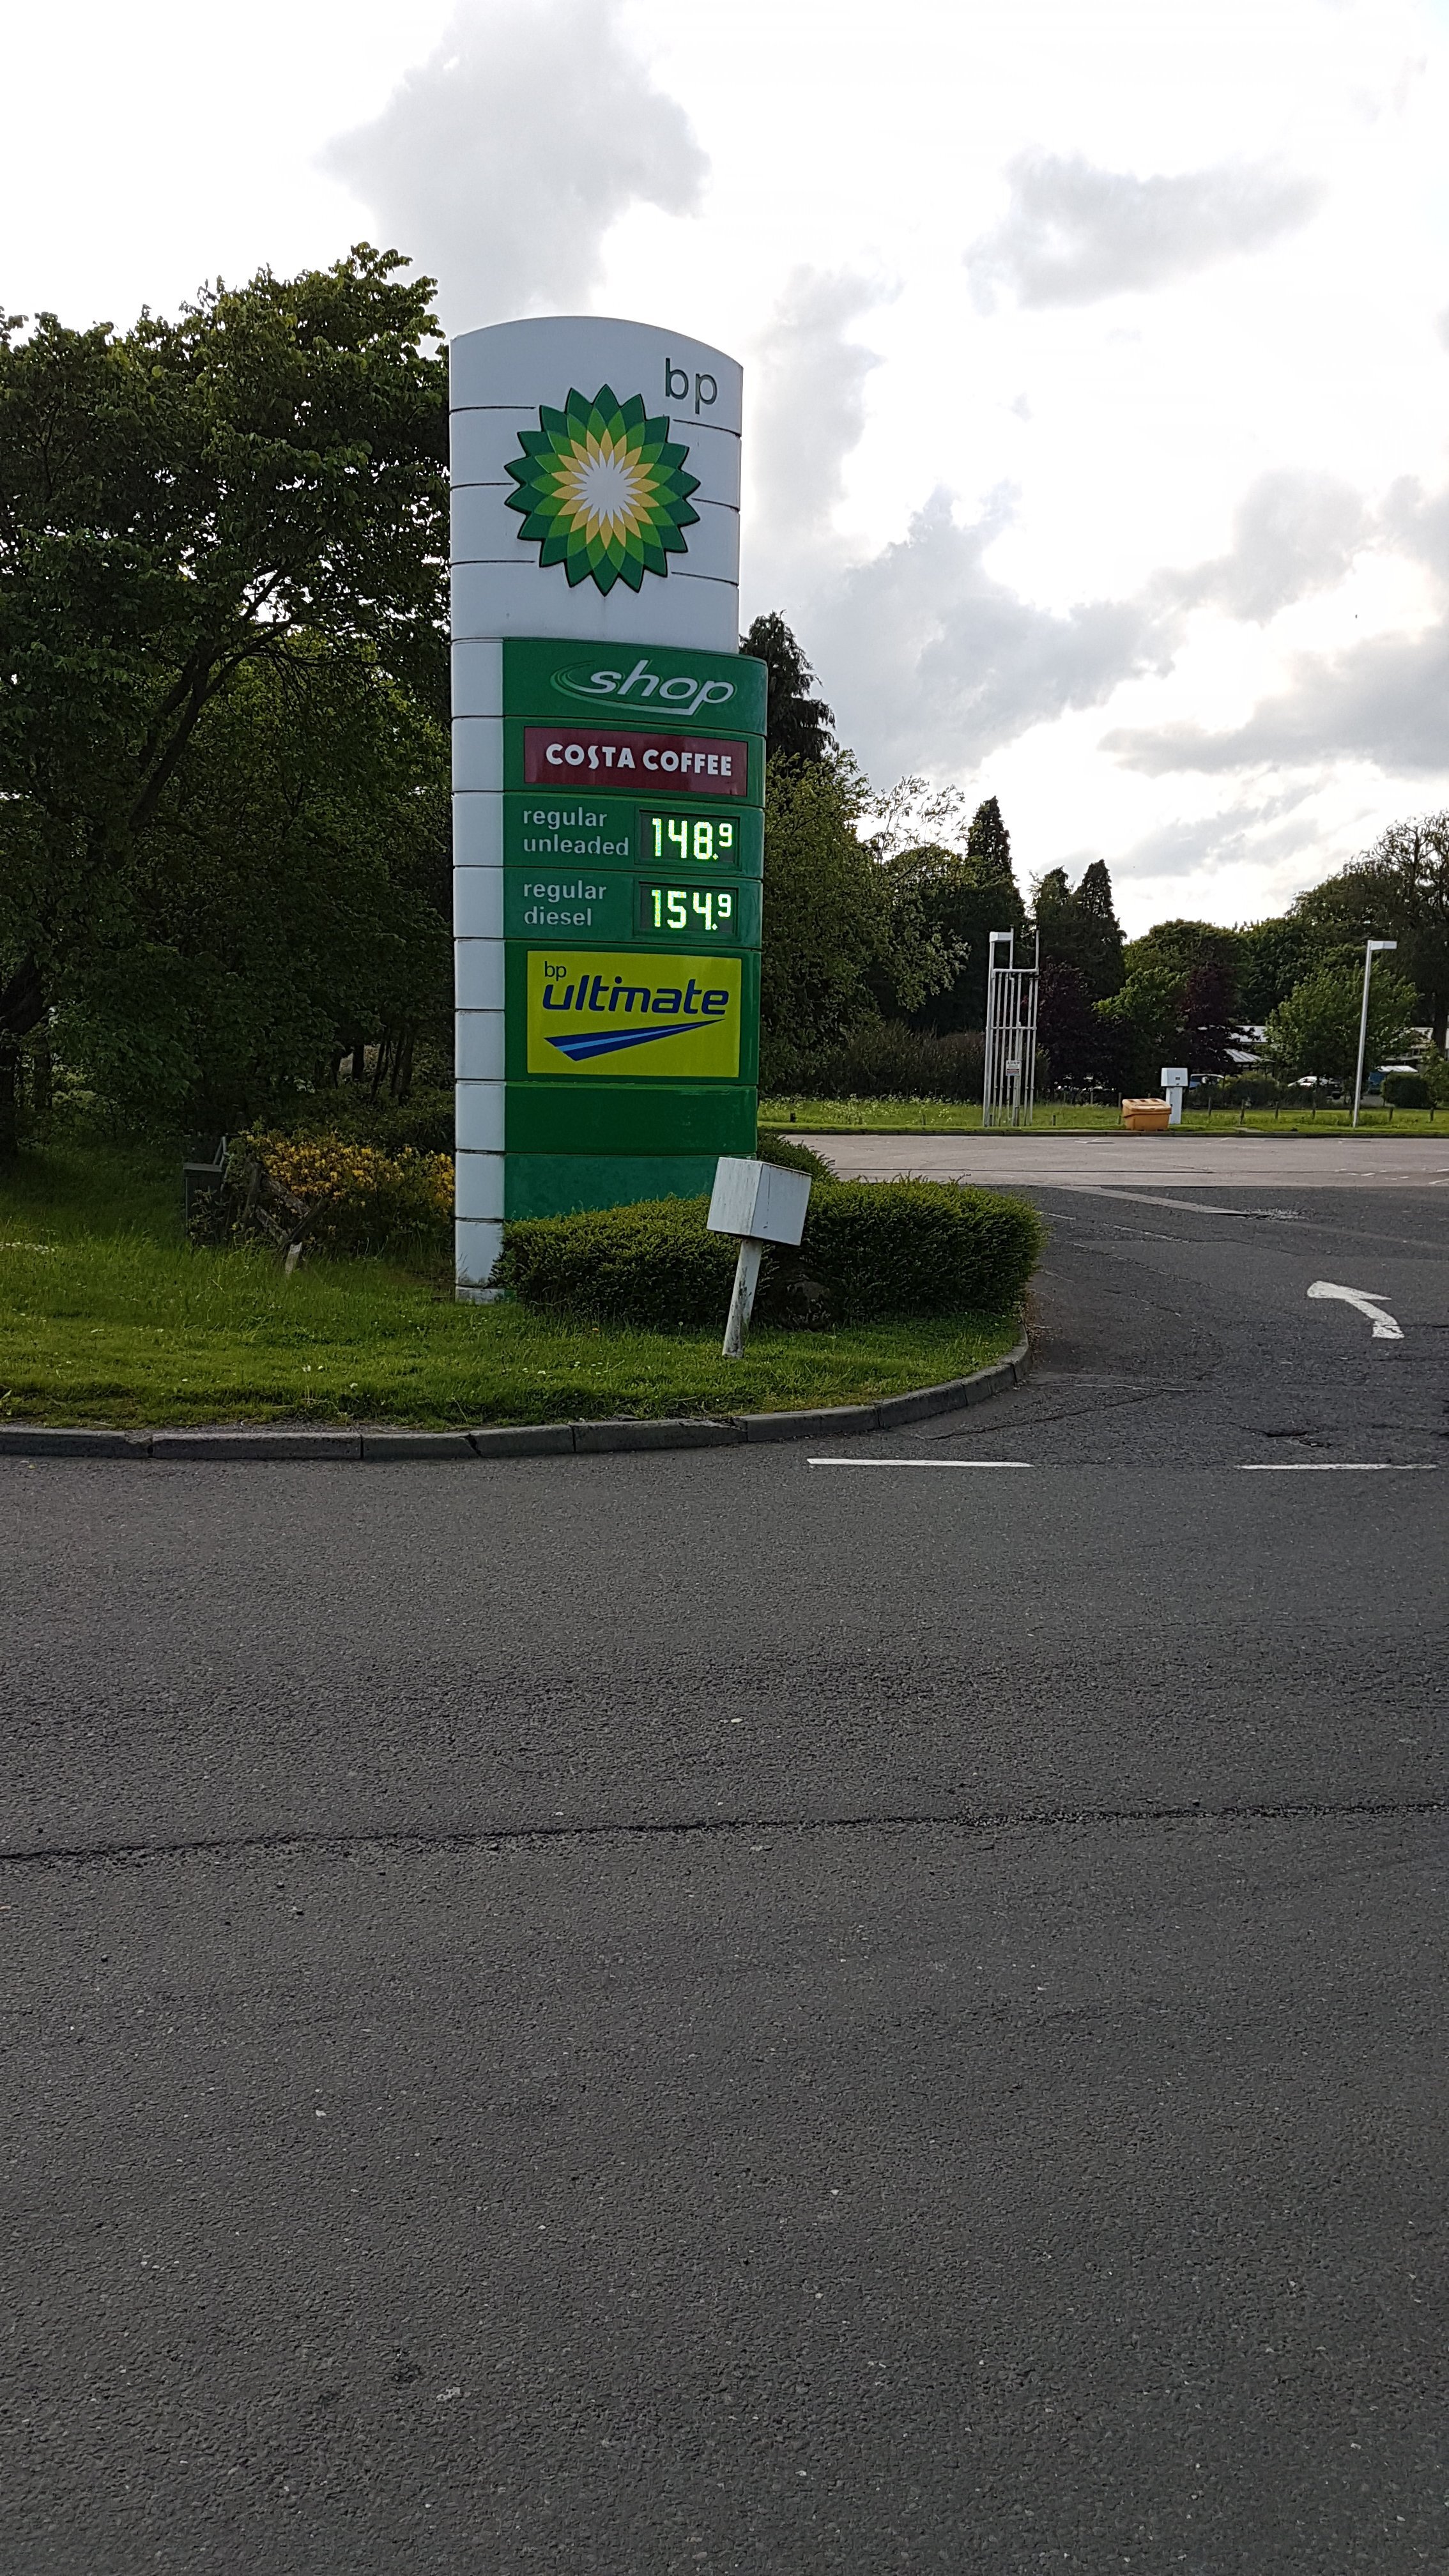 bp
shop
COSTA COFFEE
regular
unleaded
148.9
regular
diesel
154.9
bp
ultimate